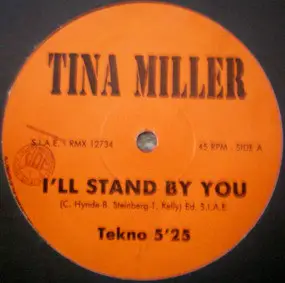 TINA MILLER
S.I.A.E. RMX 12734
45 RPM - SIDE A
I'LL STAND BY YOU
(C. Hynde B. Steinberg T. Kelly) Ed. S.I.A.E.
Tekno 5'25